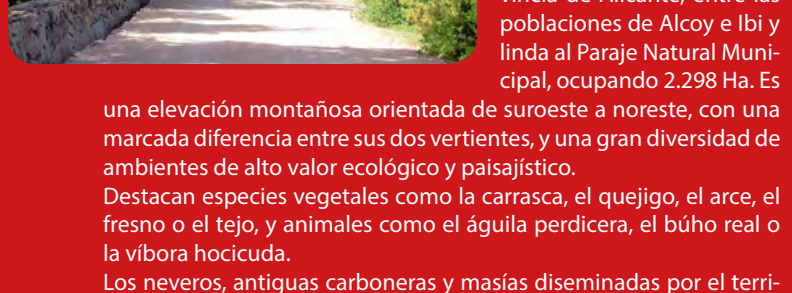 vincia de Alicante, entre las
poblaciones de Alcoy e Ibi y
linda al Paraje Natural Muni-
cipal, ocupando 2.298 Ha. Es
una elevación montañosa orientada de suroeste a noreste, con una
marcada diferencia entre sus dos vertientes, y una gran diversidad de
ambientes de alto valor ecológico y paisajístico.
Destacan especies vegetales como la carrasca, el quejigo, el arce, el
fresno o el tejo, y animales como el águila perdicera, el búho real o
la víbora hocicuda.
Los neveros, antiguas carboneras y masías diseminadas por el terri-